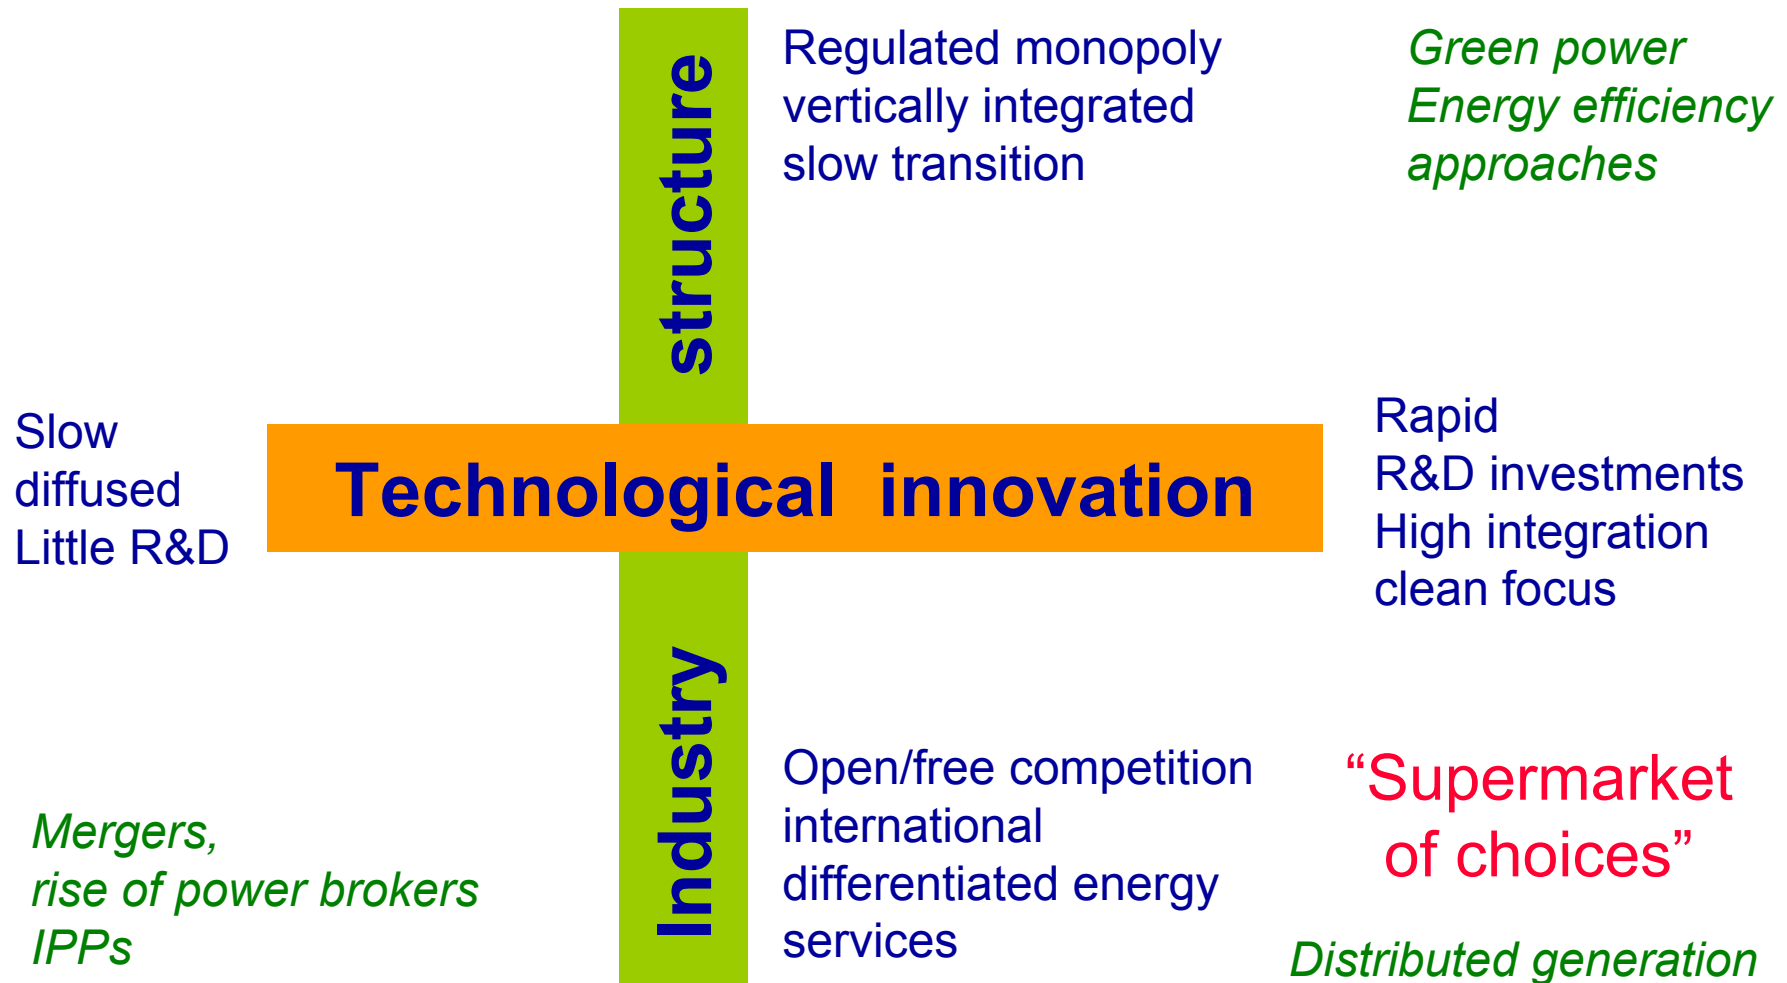 Regulated monopoly
vertically integrated
slow transition
Green power
Energy efficiency
approaches
Industry structure
Slow
diffused
Little R&D
Technological innovation
Rapid
R&D investments
High integration
clean focus
Mergers,
rise of power brokers
IPPs
Open/free competition
international
differentiated energy
services
“Supermarket
of choices”
Distributed generation